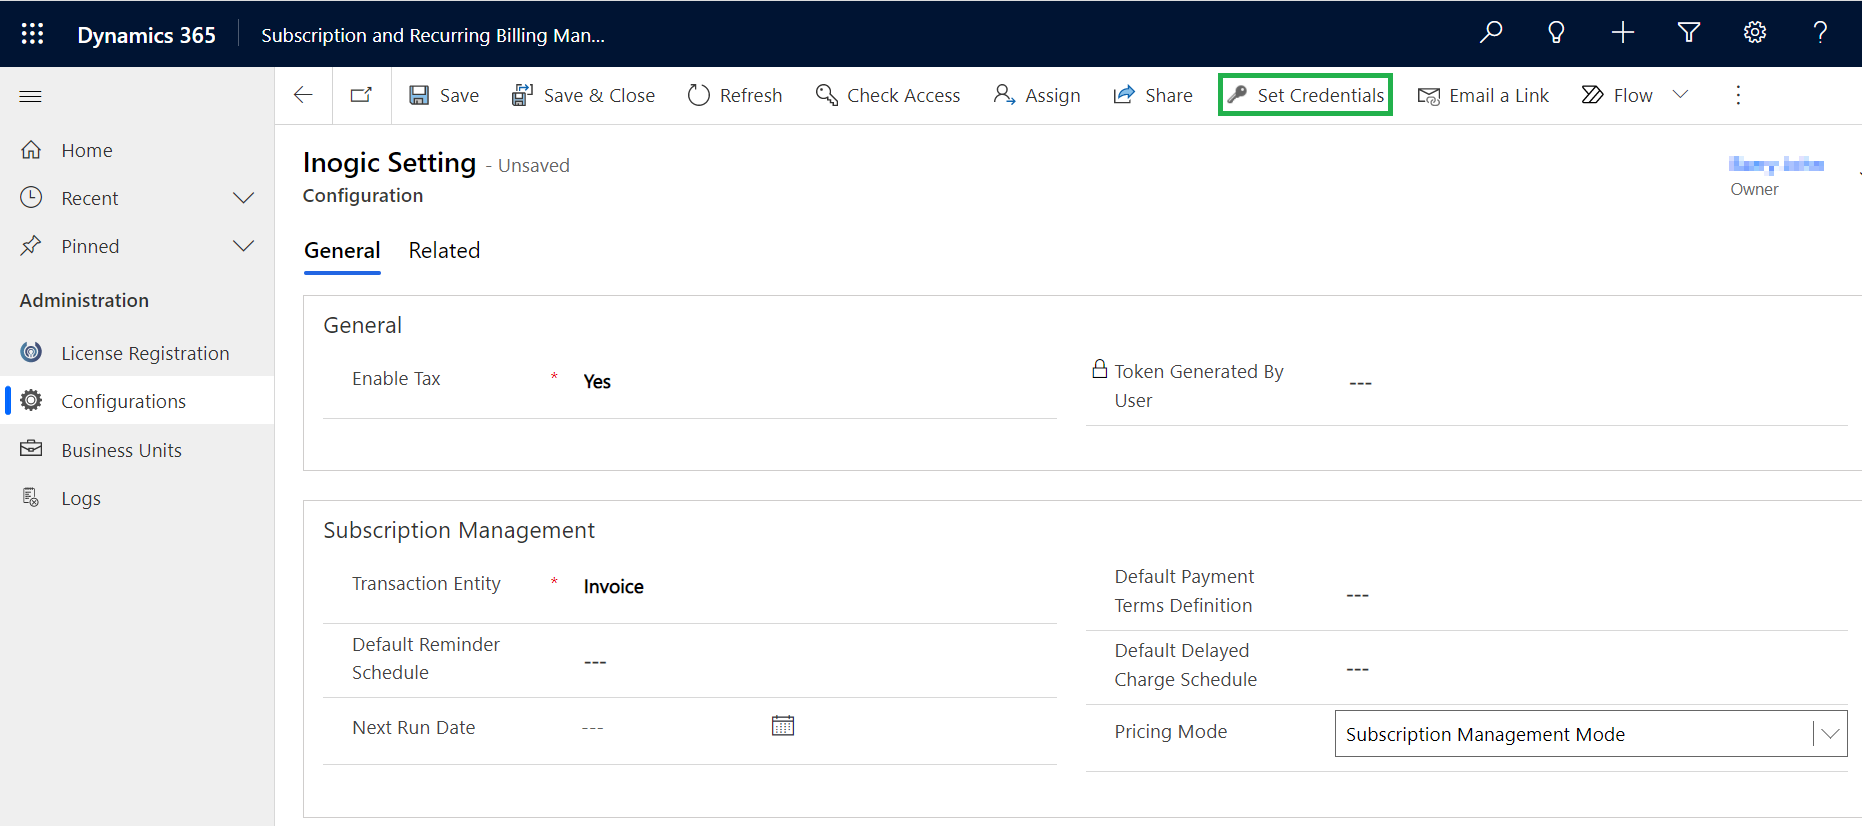 Dynamics 365 Subscription and Recurring Billing Man...
Save Save & Close Refresh Check Access Assign Share Set Credentials Email a Link Flow
Home
Recent
Pinned
Administration
License Registration
Configurations
Business Units
Logs
Inogic Setting - Unsaved
Configuration
Owner
General Related
General
Enable Tax * Yes
Token Generated By
User
---
Subscription Management
Transaction Entity * Invoice
Default Payment
Terms Definition
---
Default Reminder
Schedule
---
Default Delayed
Charge Schedule
---
Next Run Date ---
Pricing Mode Subscription Management Mode